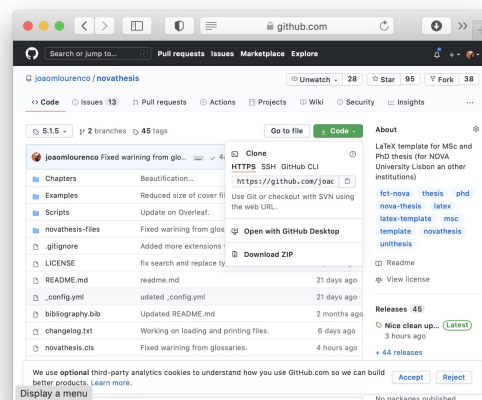 github.com
Search or jump to... /
Pull requests Issues Marketplace Explore
joaomlourenco / novathesis
Unwatch 28 Star 95 Fork 38
Code Issues 13 Pull requests Actions Projects Wiki Security Insights ...
5.1.5 2 branches 45 tags Go to file Code
joaomlourenco Fixed warining from glo...
Chapters Beautification...
Examples Reduced size of cover fil
Scripts Update on Overleaf.
novathesis-files Fixed warining from glos
.gitignore Added more extensions
LICENSE fix search and replace ty
README.md readme.md 21 days ago
_config.yml udated _config.yml 21 days ago
bibliography.bib Updated README.md 2 months ago
changelog.txt Working on loading and printing files. 6 days ago
novathesis.cls Fixed warining from glossaries. 4 hours ago
Clone
HTTPS SSH GitHub CLI
https://github.com/joac
Use Git or checkout with SVN using
the web URL.
Open with GitHub Desktop
Download ZIP
About
LaTeX template for MSc and
PhD thesis (for NOVA
University Lisbon an other
institutions)
fct-nova thesis phd
nova-thesis latex
latex-template msc
template novathesis
unlthesis
Readme
View license
Releases 45
Nice clean up... Latest
3 hours ago
+ 44 releases
We use optional third-party analytics cookies to understand how you use GitHub.com so we can build
better products. Learn more.
Accept Reject
No packages published
Display a menu